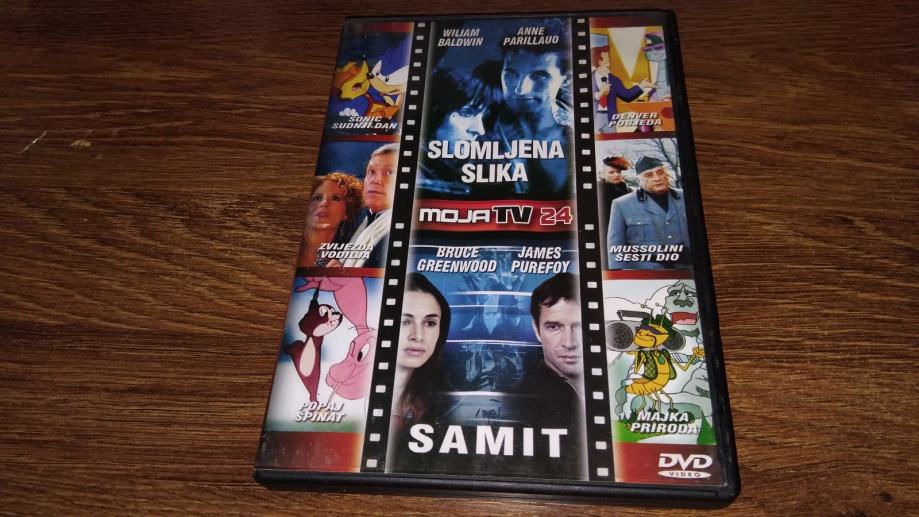 WILIAM
BALDWIN
ANNE
PARILLAUD
SLOMLJENA
SLIKA
SONIC
SUDNJI DAN
DENVER
POBJEDA
MOJA TV 24
ZVIJEZDA
VODILJA
MUSSOLINI
ŠESTI DIO
BRUCE
GREENWOOD
JAMES
PUREFOY
POPAJ
ŠPINAT
MAJKA
PRIRODA
SAMIT
DVD
VIDEO